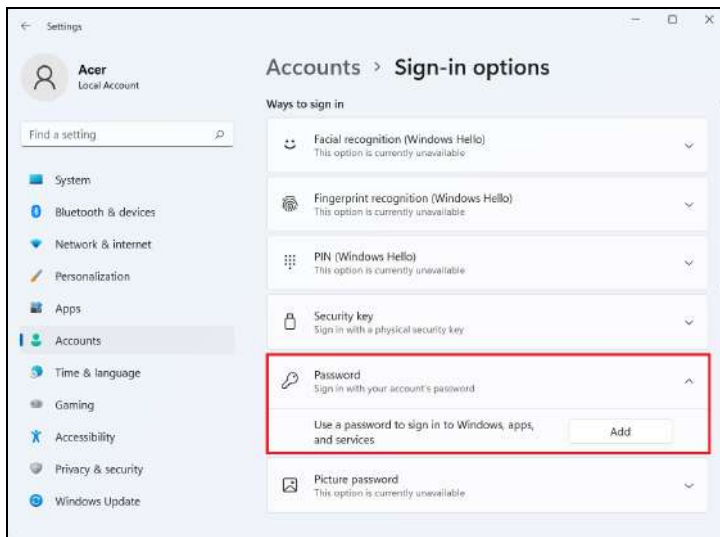 Settings
Acer
Local Account
Find a setting
System
Bluetooth & devices
Network & internet
Personalization
Apps
Accounts
Time & language
Gaming
Accessibility
Privacy & security
Windows Update
Accounts > Sign-in options
Ways to sign in
Facial recognition (Windows Hello)
This option is currently unavailable
Fingerprint recognition (Windows Hello)
This option is currently unavailable
PIN (Windows Hello)
This option is currently unavailable
Security key
Sign in with a physical security key
Password
Sign in with your account's password
Use a password to sign in to Windows, apps,
and services
Add
Picture password
This option is currently unavailable